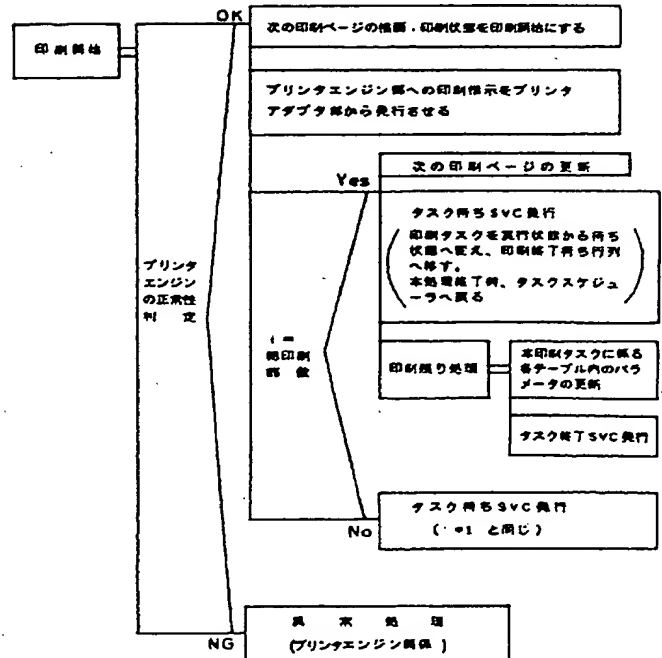 OK
次の印刷ページの描画・印刷状態を印刷開始にする
印刷開始
プリンタエンジン部への印刷指示をプリンタ
アダプタ部から発行させる
次の印刷ページの更新
Yes
タスク待ちSVC発行
印刷タスクを実行状態から待ち
状態へ変え、印刷終了待ち行列
へ移す。
本処理終了時、タスクスケジュ
ーラへ戻る
プリンタ
エンジン
の正常性
判定
i =
総印刷
部数
印刷残り処理
本印刷タスクに係る
各テーブル内のパラ
メータの更新
タスク終了SVC発行
タスク待ちSVC発行
No
(*1 と同じ)
異常処理
NG
(プリンタエンジン関係)